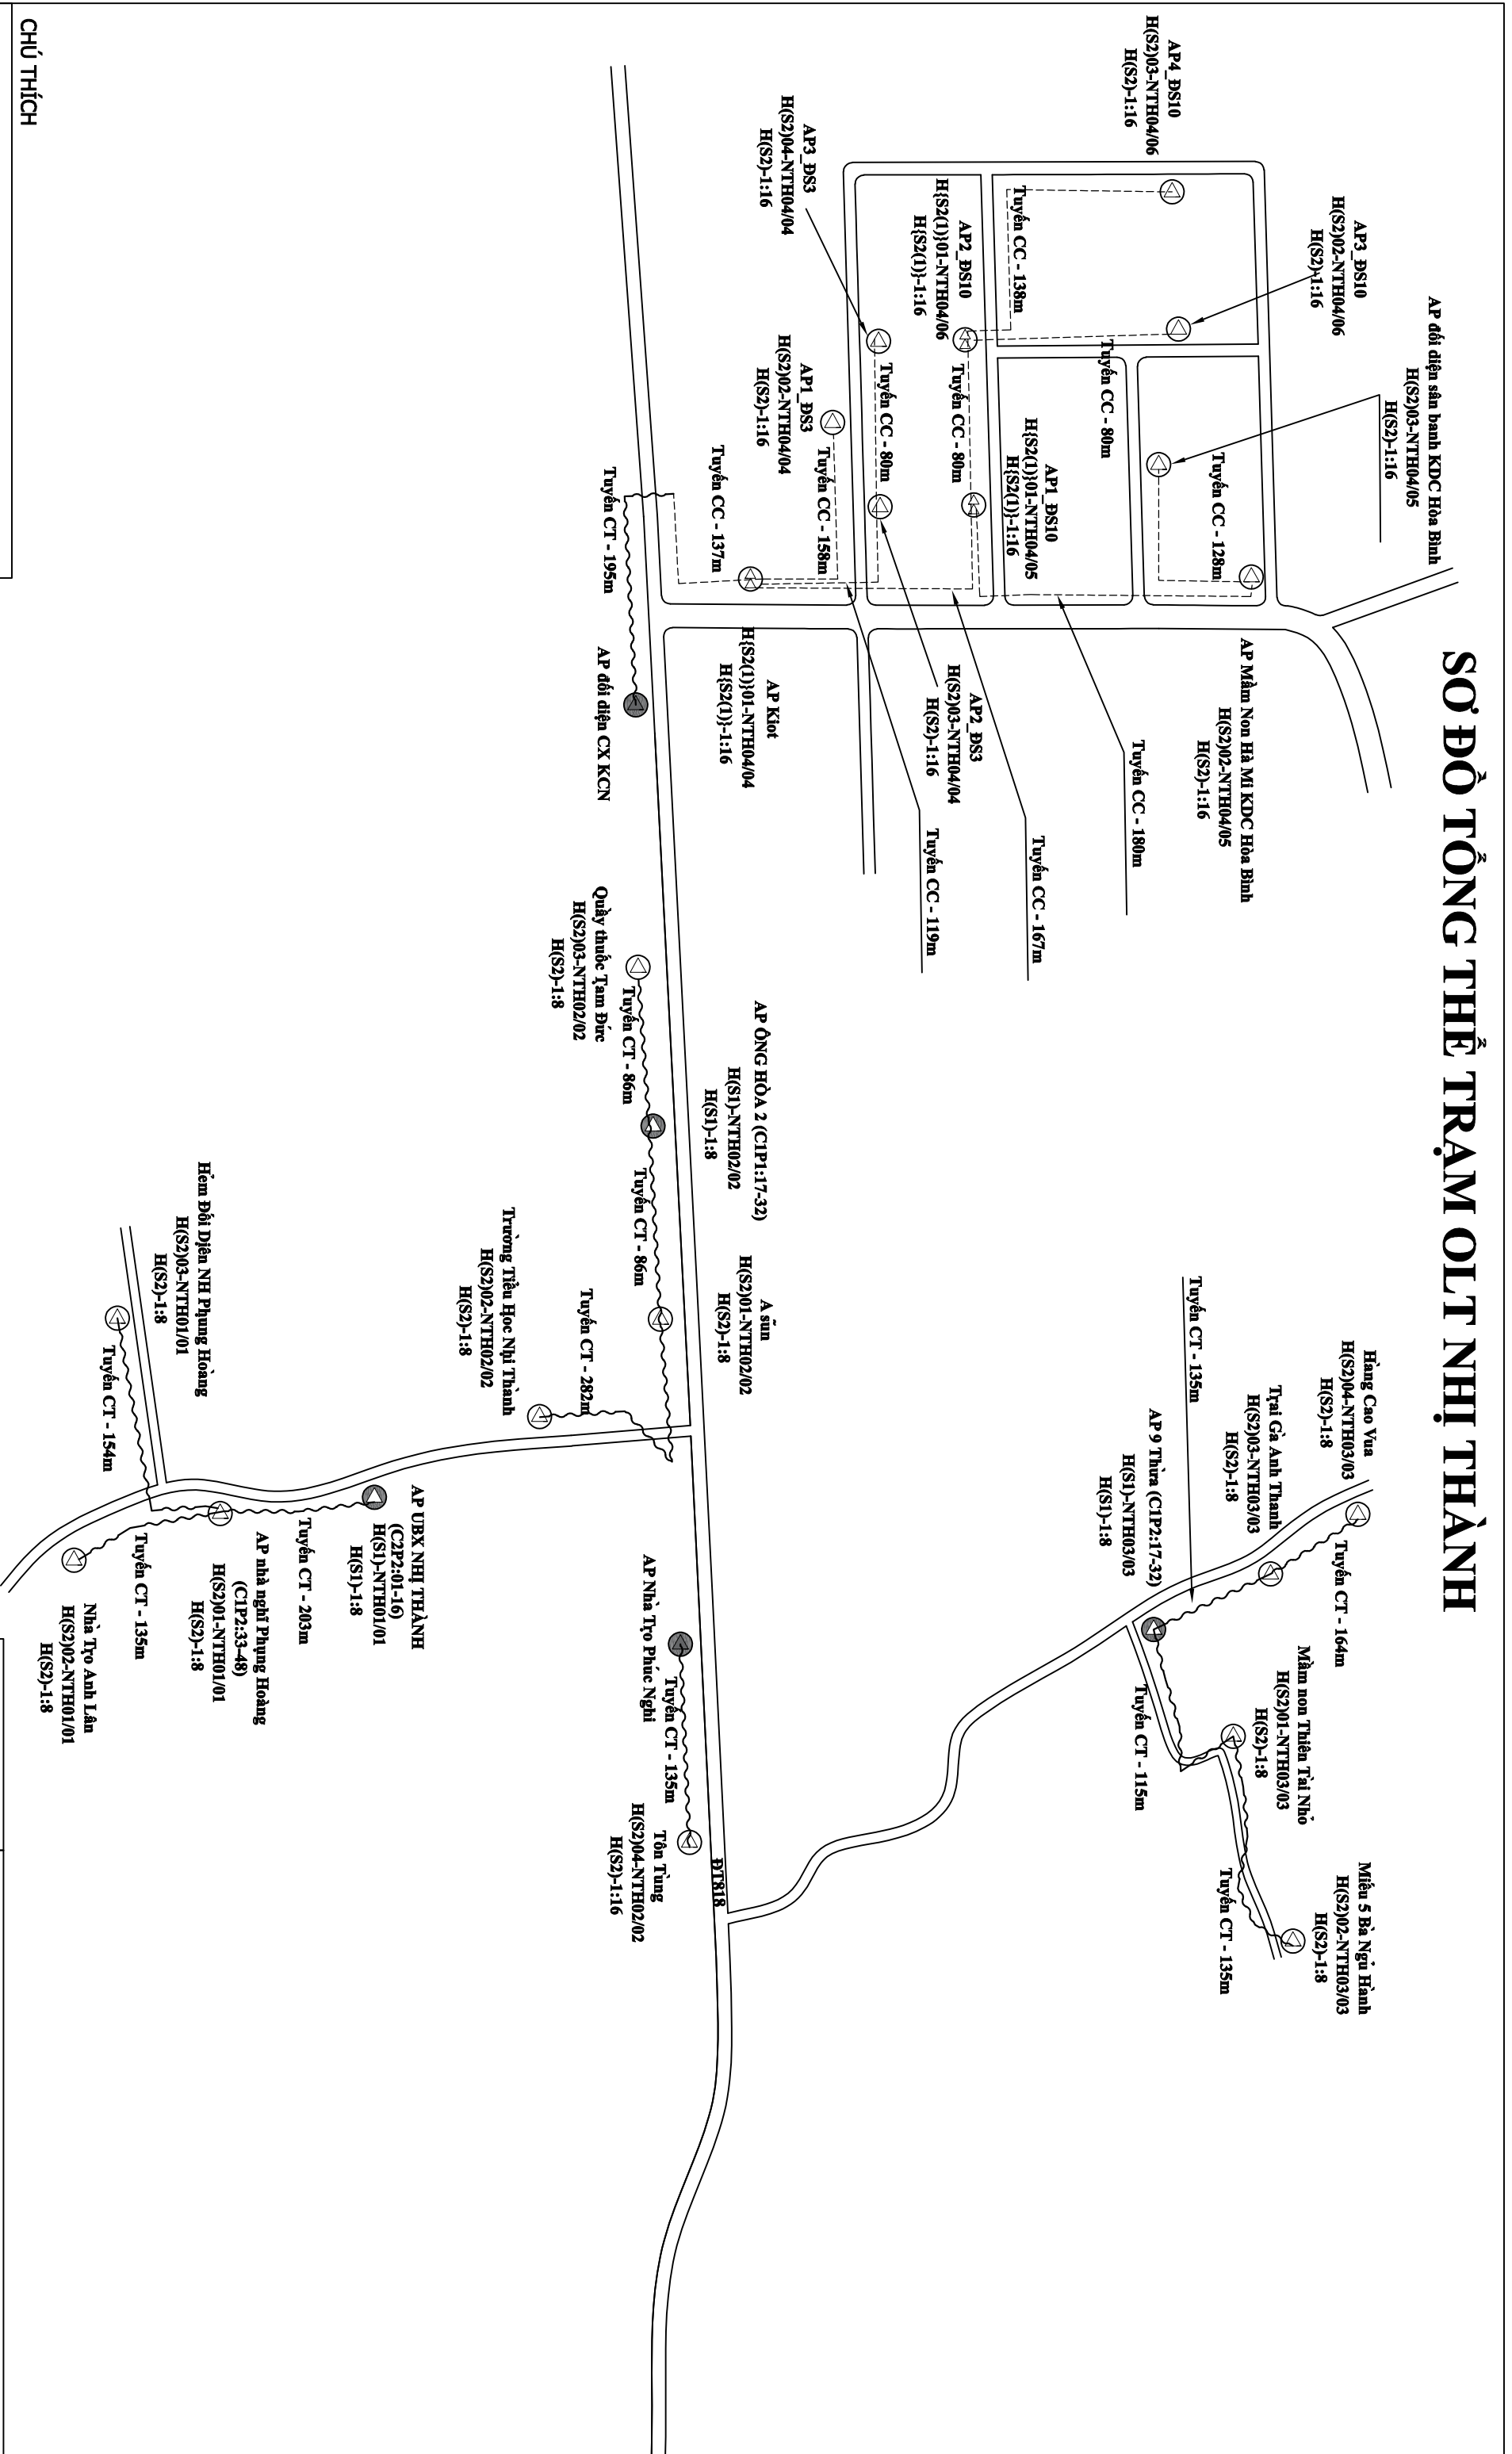 SƠ ĐỒ TỔNG THỂ TRẠM OLT NHỊ THÀNH
AP đối diện sân banh KDC Hòa Bình
H(S2)03-NTH04/05
H(S2)-1:16
AP3_ĐS10
H(S2)02-NTH04/06
H(S2)-1:16
AP4_ĐS10
H(S2)03-NTH04/06
H(S2)-1:16
Tuyến CC - 128m
Tuyến CC - 80m
Tuyến CC - 138m
AP Mầm Non Hà Mi KDC Hòa Bình
H(S2)02-NTH04/05
H(S2)-1:16
Tuyến CC - 180m
AP1_ĐS10
H{S2(1)}01-NTH04/05
H{S2(1)}-1:16
AP2_ĐS10
H{S2(1)}01-NTH04/06
H{S2(1)}-1:16
Tuyến CC - 80m
Tuyến CC - 167m
AP2_ĐS3
H(S2)03-NTH04/04
H(S2)-1:16
Tuyến CC - 119m
Tuyến CC - 80m
AP3_ĐS3
H(S2)04-NTH04/04
H(S2)-1:16
AP1_ĐS3
H(S2)02-NTH04/04
H(S2)-1:16
Tuyến CC - 158m
AP Kiot
H{S2(1)}01-NTH04/04
H{S2(1)}-1:16
Tuyến CC - 137m
Tuyến CT - 195m
AP đối diện CX KCN
Hàng Cao Vua
H(S2)04-NTH03/03
H(S2)-1:8
Tuyến CT - 164m
Trại Gà Anh Thanh
H(S2)03-NTH03/03
H(S2)-1:8
Tuyến CT - 135m
AP 9 Thừa (C1P2:17-32)
H(S1)-NTH03/03
H(S1)-1:8
Mầm non Thiên Tài Nhỏ
H(S2)01-NTH03/03
H(S2)-1:8
Tuyến CT - 115m
Miếu 5 Bà Ngũ Hành
H(S2)02-NTH03/03
H(S2)-1:8
Tuyến CT - 135m
AP ÔNG HÒA 2 (C1P1:17-32)
H(S1)-NTH02/02
H(S1)-1:8
A sũn
H(S2)01-NTH02/02
H(S2)-1:8
Quầy thuốc Tạm Đức
H(S2)03-NTH02/02
H(S2)-1:8
Tuyến CT - 86m
Tuyến CT - 86m
Tuyến CT - 282m
Trường Tiểu Học Nhị Thành
H(S2)02-NTH02/02
H(S2)-1:8
ĐT818
Tuyến CT - 135m
AP Nhà Trọ Phúc Nghi
Tôn Tùng
H(S2)04-NTH02/02
H(S2)-1:16
AP UBX NHỊ THÀNH
(C2P2:01-16)
H(S1)-NTH01/01
H(S1)-1:8
Tuyến CT - 203m
AP nhà nghĩ Phụng Hoàng
(C1P2:33-48)
H(S2)01-NTH01/01
H(S2)-1:8
Hẻm Đối Diện NH Phụng Hoàng
H(S2)03-NTH01/01
H(S2)-1:8
Tuyến CT - 154m
Tuyến CT - 135m
Nhà Trọ Anh Lân
H(S2)02-NTH01/01
H(S2)-1:8
CHÚ THÍCH